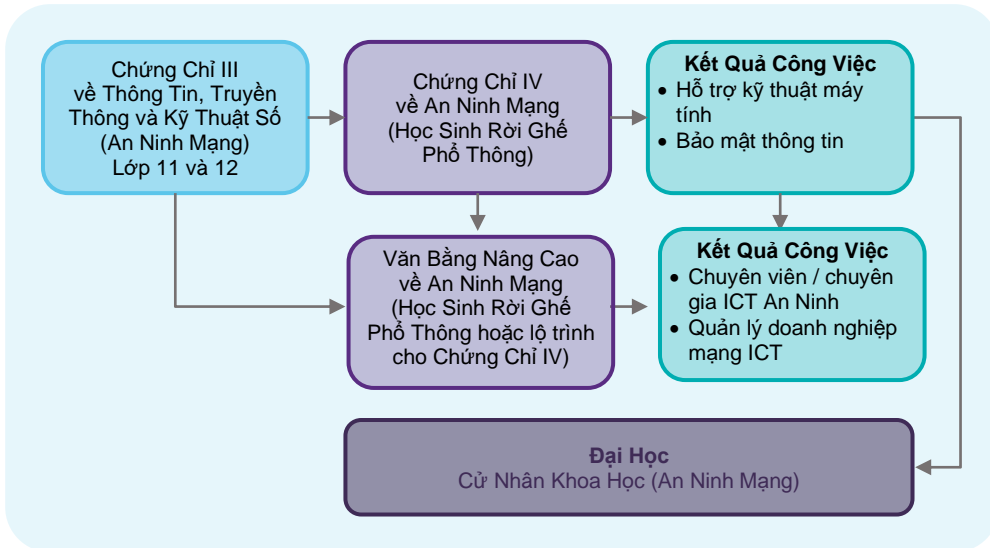 Chứng Chỉ III
về Thông Tin, Truyền
Thông và Kỹ Thuật Số
(An Ninh Mạng)
Lớp 11 và 12
Chứng Chỉ IV
về An Ninh Mạng
(Học Sinh Rời Ghế
Phổ Thông)
Kết Quả Công Việc
• Hỗ trợ kỹ thuật máy
tính
• Bảo mật thông tin
Văn Bằng Nâng Cao
về An Ninh Mạng
(Học Sinh Rời Ghế
Phổ Thông hoặc lộ trình
cho Chứng Chỉ IV)
Kết Quả Công Việc
• Chuyên viên / chuyên
gia ICT An Ninh
• Quản lý doanh nghiệp
mạng ICT
Đại Học
Cử Nhân Khoa Học (An Ninh Mạng)